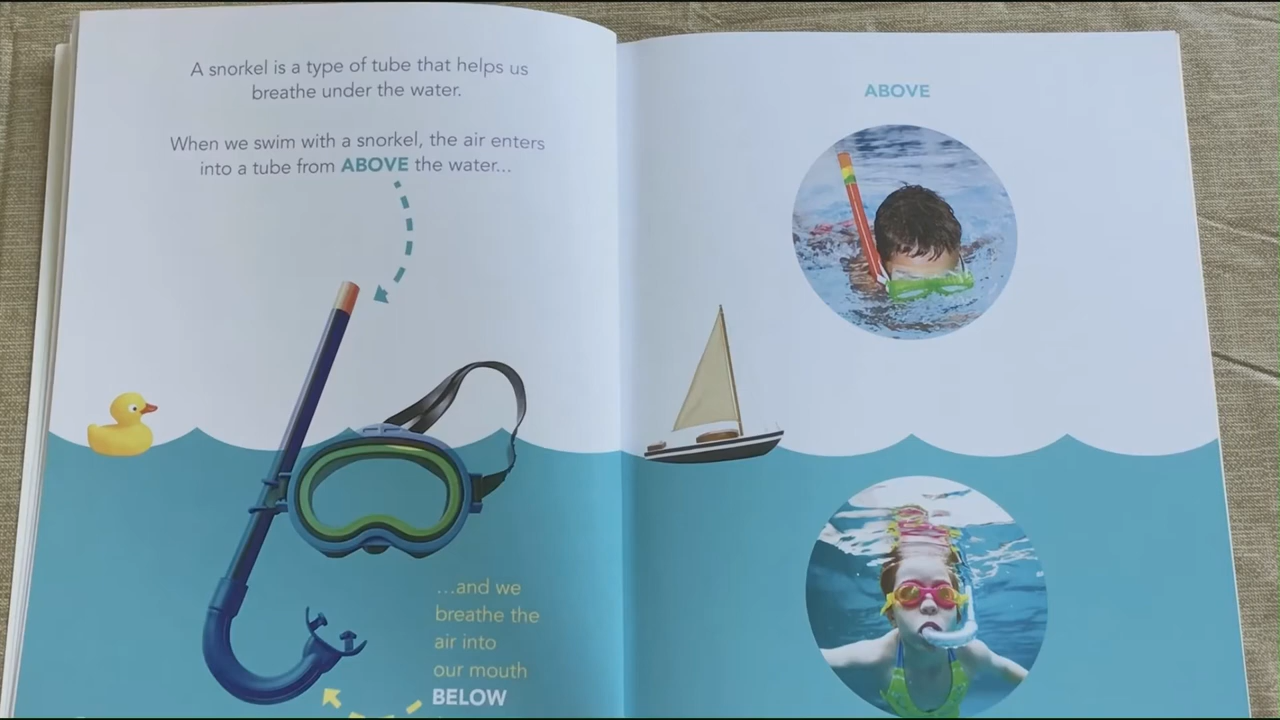 A snorkel is a type of tube that helps us
breathe under the water.
When we swim with a snorkel, the air enters
into a tube from ABOVE the water...
...and we
breathe the
air into
our mouth
BELOW
ABOVE